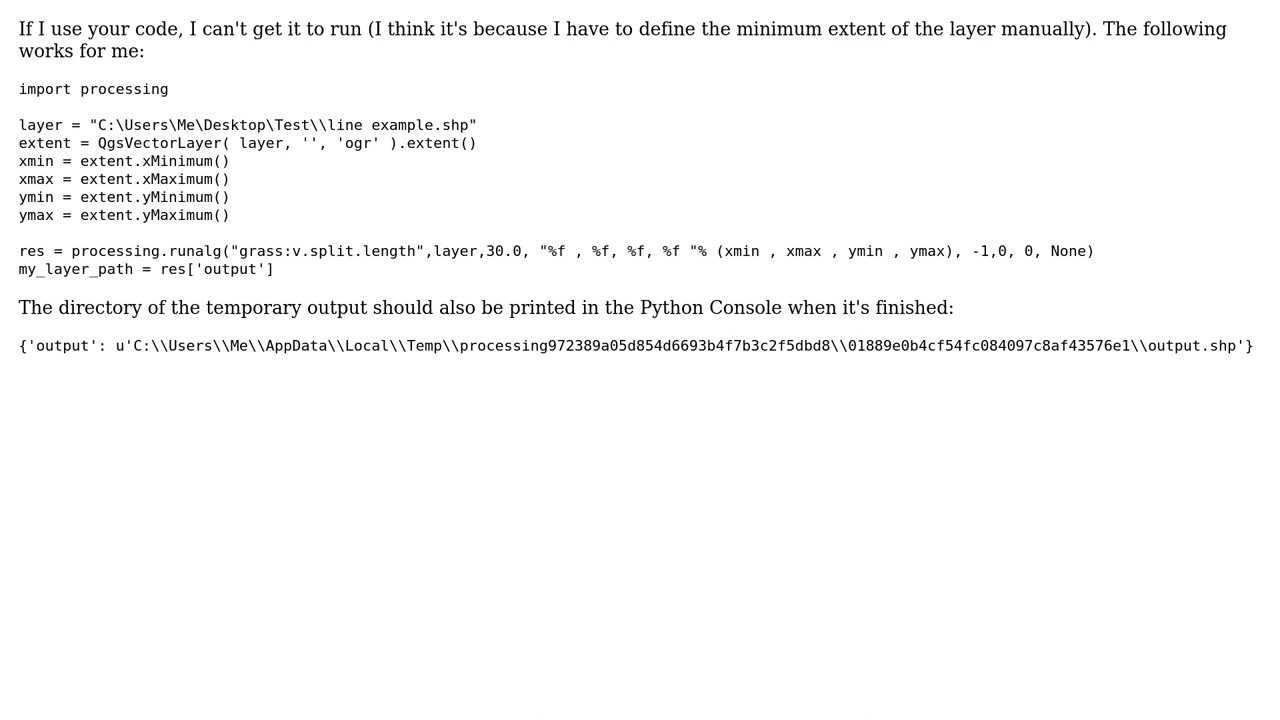 If I use your code, I can't get it to run (I think it's because I have to define the minimum extent of the layer manually). The following
works for me:
import processing
layer = "C:\Users\Me\Desktop\Test\\line example.shp"
extent = QgsVectorLayer( layer, '', 'ogr' ).extent()
xmin = extent.xMinimum()
xmax = extent.xMaximum()
ymin = extent.yMinimum()
ymax = extent.yMaximum()
res = processing.runalg("grass:v.split.length",layer,30.0, "%f , %f, %f, %f "% (xmin , xmax , ymin , ymax), -1,0, 0, None)
my_layer_path = res['output']
The directory of the temporary output should also be printed in the Python Console when it's finished:
{'output': u'C:\\Users\\Me\\AppData\\Local\\Temp\\processing972389a05d854d6693b4f7b3c2f5dbd8\\01889e0b4cf54fc084097c8af43576e1\\output.shp'}